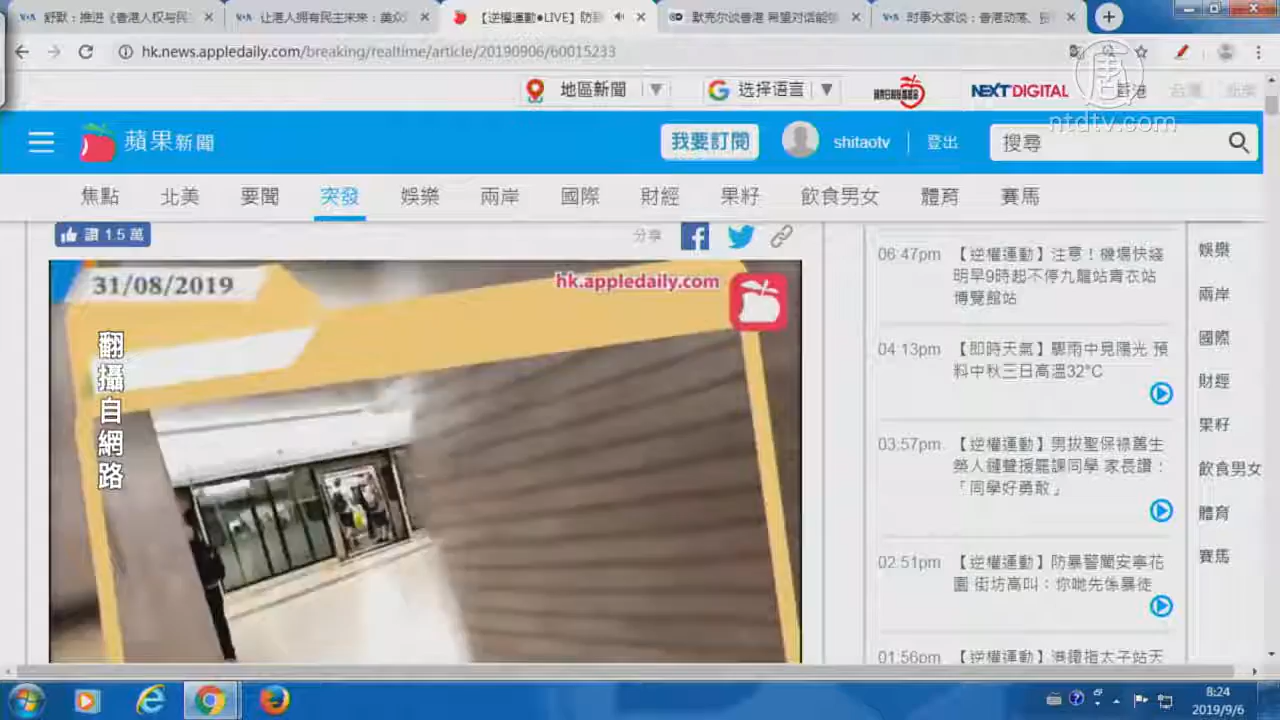 舒默：推进《香港人权与民
让港人拥有民主未来：美众
【逆權運動●LIVE】防暴
默克尔谈香港 希望对话能
时事大家说：香港动荡、
hk.news.appledaily.com/breaking/realtime/article/20190906/60015233
地區新聞
选择语言
NEXT DIGITAL
ntdtv.com
蘋果新聞
我要訂閱
shitaotv
登出
搜尋
焦點 北美 要聞 突發 娛樂 兩岸 國際 財經 果籽 飲食男女 體育 賽馬
讚 1.5 萬
分享
31/08/2019
hk.appledaily.com
翻攝自網路
06:47pm 【逆權運動】注意！機場快綫
明早9時起不停九龍站青衣站
博覽館站
04:13pm 【即時天氣】驟雨中見陽光 預
料中秋三日高溫32°C
03:57pm 【逆權運動】男拔聖保祿舊生
築人鏈聲援罷課同學 家長讚：
「同學好勇敢」
02:51pm 【逆權運動】防暴警闖安寧花
園 街坊高叫：你哋先係暴徒
01:56pm 【逆權運動】港鐵指太子站天
娛樂
兩岸
國際
財經
果籽
飲食男女
體育
賽馬
8:24
2019/9/6